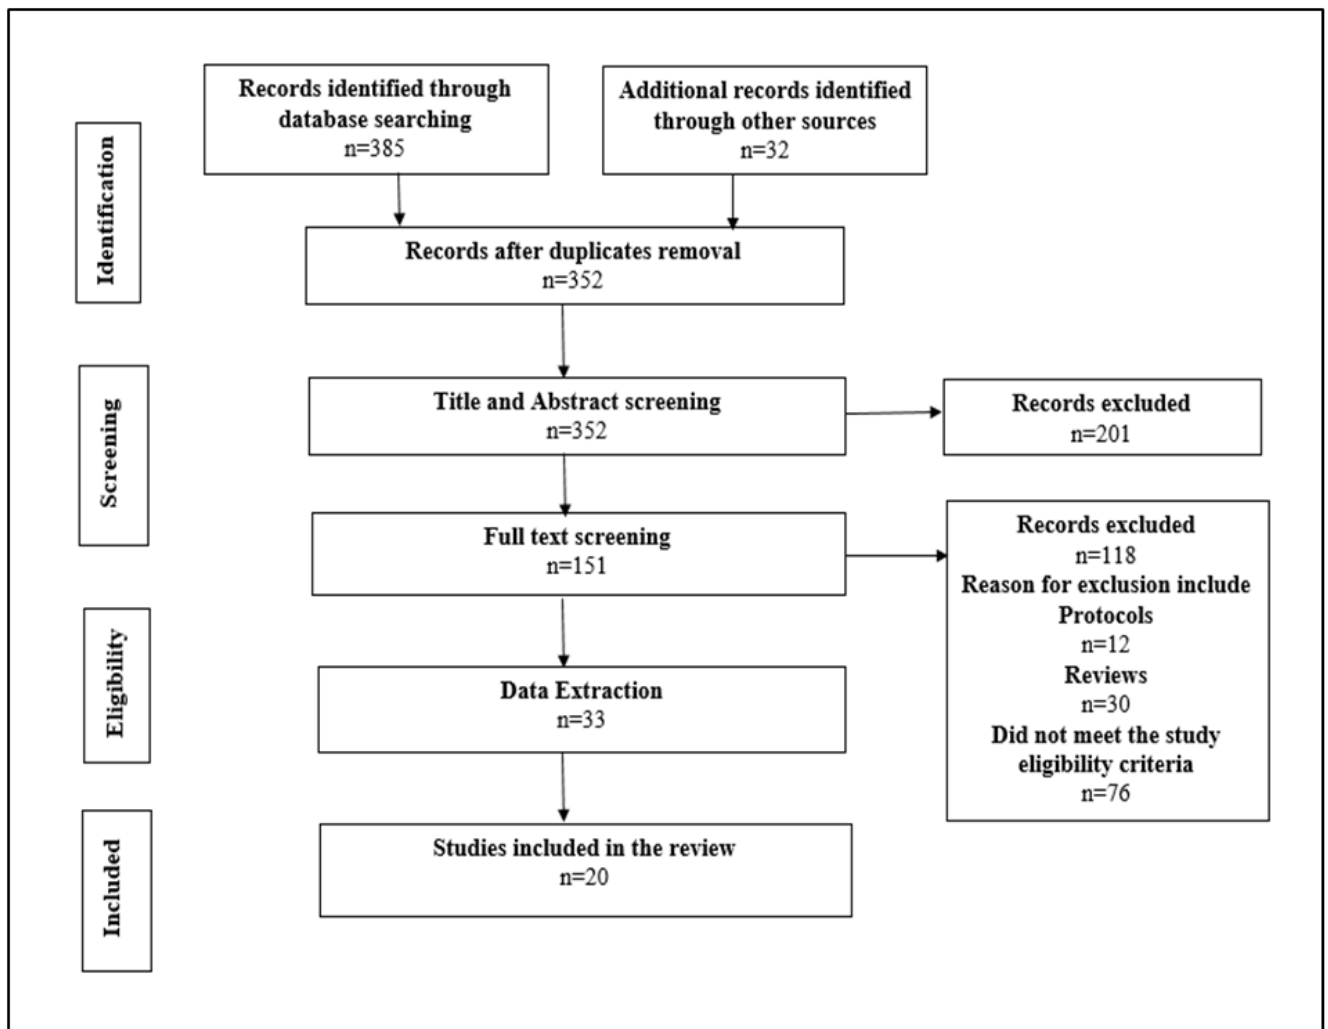 Records identified through
database searching
n=385
Additional records identified
through other sources
n=32
Identification
Records after duplicates removal
n=352
Screening
Title and Abstract screening
n=352
Records excluded
n=201
Full text screening
n=151
Records excluded
n=118
Reason for exclusion include
Protocols
n=12
Reviews
n=30
Did not meet the study
eligibility criteria
n=76
Eligibility
Data Extraction
n=33
Included
Studies included in the review
n=20